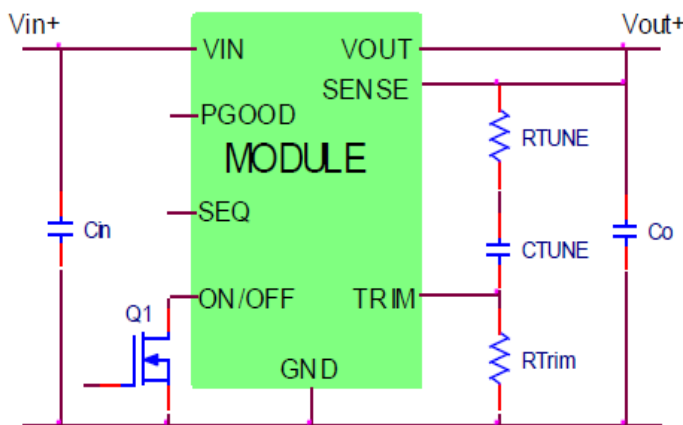 Vin+
Vout+
VIN
VOUT
SENSE
PGOOD
RTUNE
MODULE
SEQ
Cin
CTUNE
Co
ON/OFF
TRIM
Q1
GND
RTrim